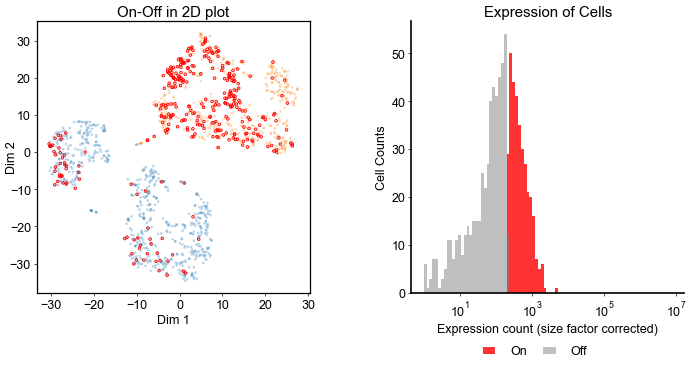 On-Off in 2D plot
Dim 2
30
20
10
0
−10
−20
−30
−30 −20 −10 0 10 20 30
Dim 1
Expression of Cells
Cell Counts
50
40
30
20
10
0
10^1 10^3 10^5 10^7
Expression count (size factor corrected)
On Off